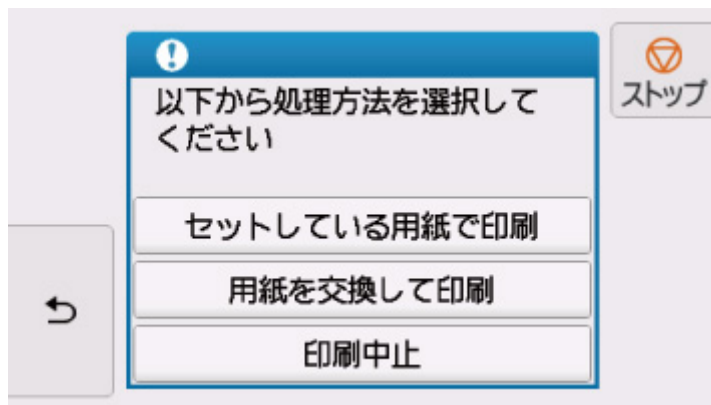 以下から処理方法を選択して
ください
ストップ
セットしている用紙で印刷
用紙を交換して印刷
印刷中止